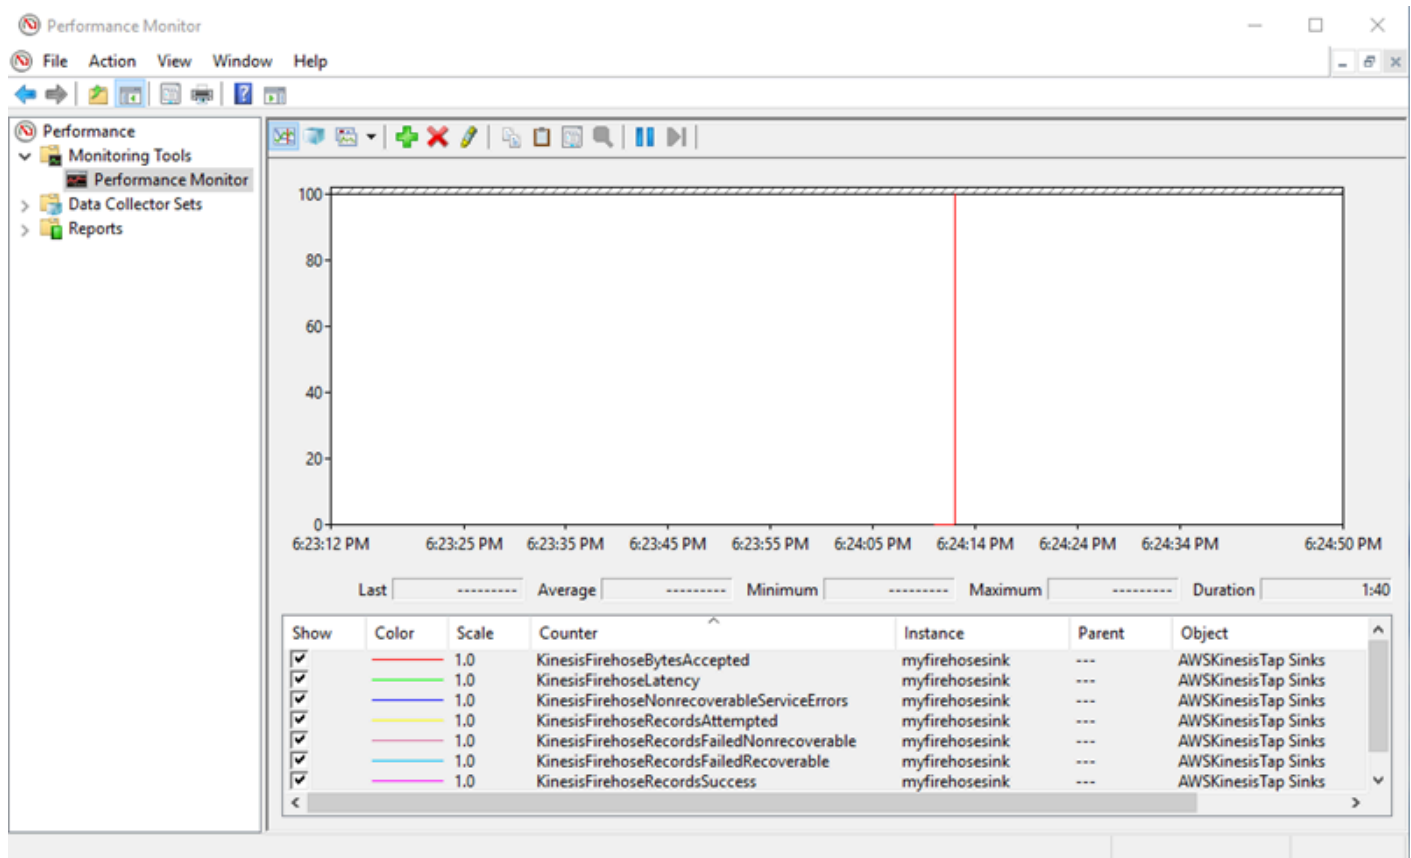 Performance Monitor
File Action View Window Help
Performance
Monitoring Tools
Performance Monitor
Data Collector Sets
Reports
100
80
60
40
20
0
6:23:12 PM 6:23:25 PM 6:23:35 PM 6:23:45 PM 6:23:55 PM 6:24:05 PM 6:24:14 PM 6:24:24 PM 6:24:34 PM 6:24:50 PM
Last --------- Average --------- Minimum --------- Maximum --------- Duration 1:40
Show Color Scale Counter Instance Parent Object
1.0 KinesisFirehoseBytesAccepted myfirehosesink --- AWSKinesisTap Sinks
1.0 KinesisFirehoseLatency myfirehosesink --- AWSKinesisTap Sinks
1.0 KinesisFirehoseNonrecoverableServiceErrors myfirehosesink --- AWSKinesisTap Sinks
1.0 KinesisFirehoseRecordsAttempted myfirehosesink --- AWSKinesisTap Sinks
1.0 KinesisFirehoseRecordsFailedNonrecoverable myfirehosesink --- AWSKinesisTap Sinks
1.0 KinesisFirehoseRecordsFailedRecoverable myfirehosesink --- AWSKinesisTap Sinks
1.0 KinesisFirehoseRecordsSuccess myfirehosesink --- AWSKinesisTap Sinks